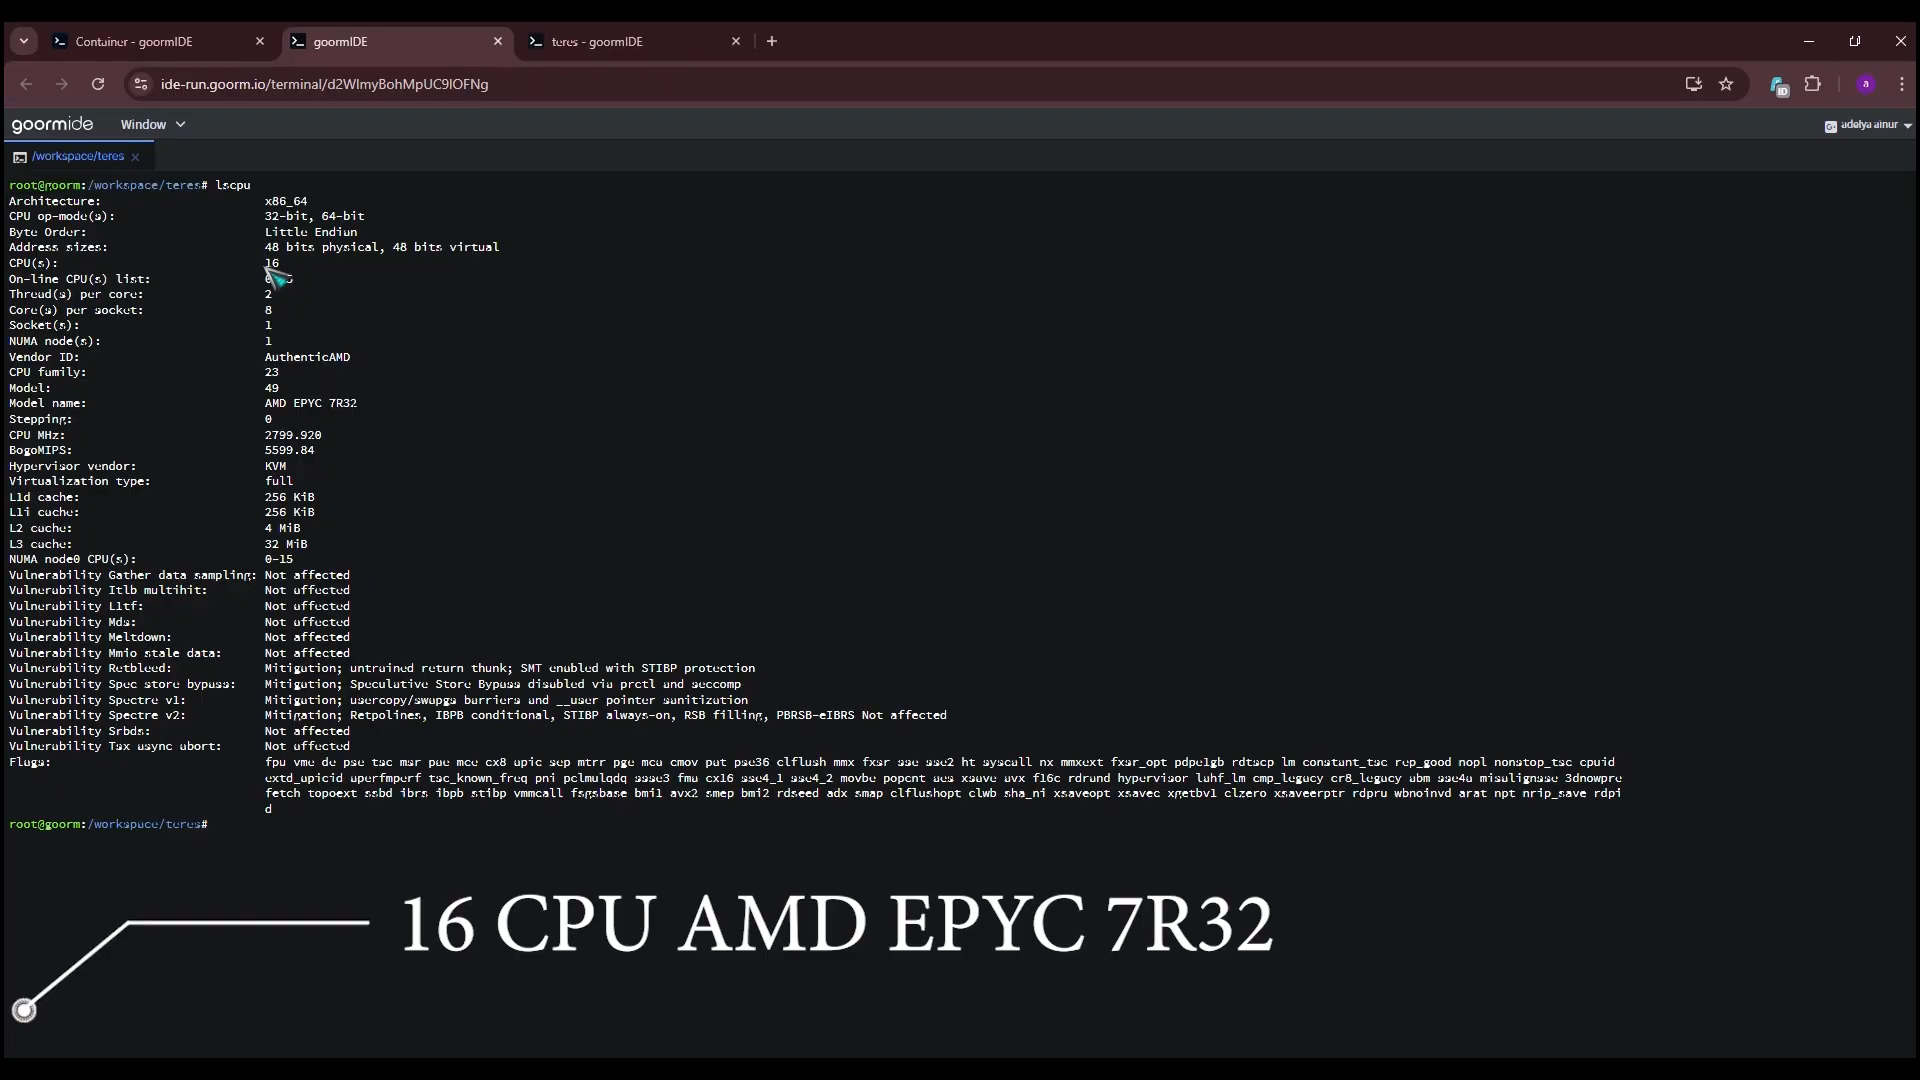 Container - goormIDE
goormIDE
teres - goormIDE
ide-run.goorm.io/terminal/d2WlmyBohMpUC9lOFNg
ID
a
goormide
Window
adelya ainur
/workspace/teres
root@goorm:/workspace/teres# lscpu
Architecture: x86_64
CPU op-mode(s): 32-bit, 64-bit
Byte Order: Little Endian
Address sizes: 48 bits physical, 48 bits virtual
CPU(s): 16
On-line CPU(s) list:
Thread(s) per core: 2
Core(s) per socket: 8
Socket(s): 1
NUMA node(s): 1
Vendor ID: AuthenticAMD
CPU family: 23
Model: 49
Model name: AMD EPYC 7R32
Stepping: 0
CPU MHz: 2799.920
BogoMIPS: 5599.84
Hypervisor vendor: KVM
Virtualization type: full
L1d cache: 256 KiB
L1i cache: 256 KiB
L2 cache: 4 MiB
L3 cache: 32 MiB
NUMA node0 CPU(s): 0-15
Vulnerability Gather data sampling: Not affected
Vulnerability Itlb multihit: Not affected
Vulnerability L1tf: Not affected
Vulnerability Mds: Not affected
Vulnerability Meltdown: Not affected
Vulnerability Mmio stale data: Not affected
Vulnerability Retbleed: Mitigation; untrained return thunk; SMT enabled with STIBP protection
Vulnerability Spec store bypass: Mitigation; Speculative Store Bypass disabled via prctl and seccomp
Vulnerability Spectre v1: Mitigation; usercopy/swapgs barriers and __user pointer sanitization
Vulnerability Spectre v2: Mitigation; Retpolines, IBPB conditional, STIBP always-on, RSB filling, PBRSB-eIBRS Not affected
Vulnerability Srbds: Not affected
Vulnerability Tsx async abort: Not affected
Flags: fpu vme de pse tsc msr pae mce cx8 apic sep mtrr pge mca cmov pat pse36 clflush mmx fxsr sse sse2 ht syscall nx mmxext fxsr_opt pdpe1gb rdtscp lm constant_tsc rep_good nopl nonstop_tsc cpuid
extd_apicid aperfmperf tsc_known_freq pni pclmulqdq ssse3 fma cx16 sse4_1 sse4_2 movbe popcnt aes xsave avx f16c rdrand hypervisor lahf_lm cmp_legacy cr8_legacy abm sse4a misalignsse 3dnowpre
fetch topoext ssbd ibrs ibpb stibp vmmcall fsgsbase bmi1 avx2 smep bmi2 rdseed adx smap clflushopt clwb sha_ni xsaveopt xsavec xgetbv1 clzero xsaveerptr rdpru wbnoinvd arat npt nrip_save rdpi
d
root@goorm:/workspace/teres#
16 CPU AMD EPYC 7R32